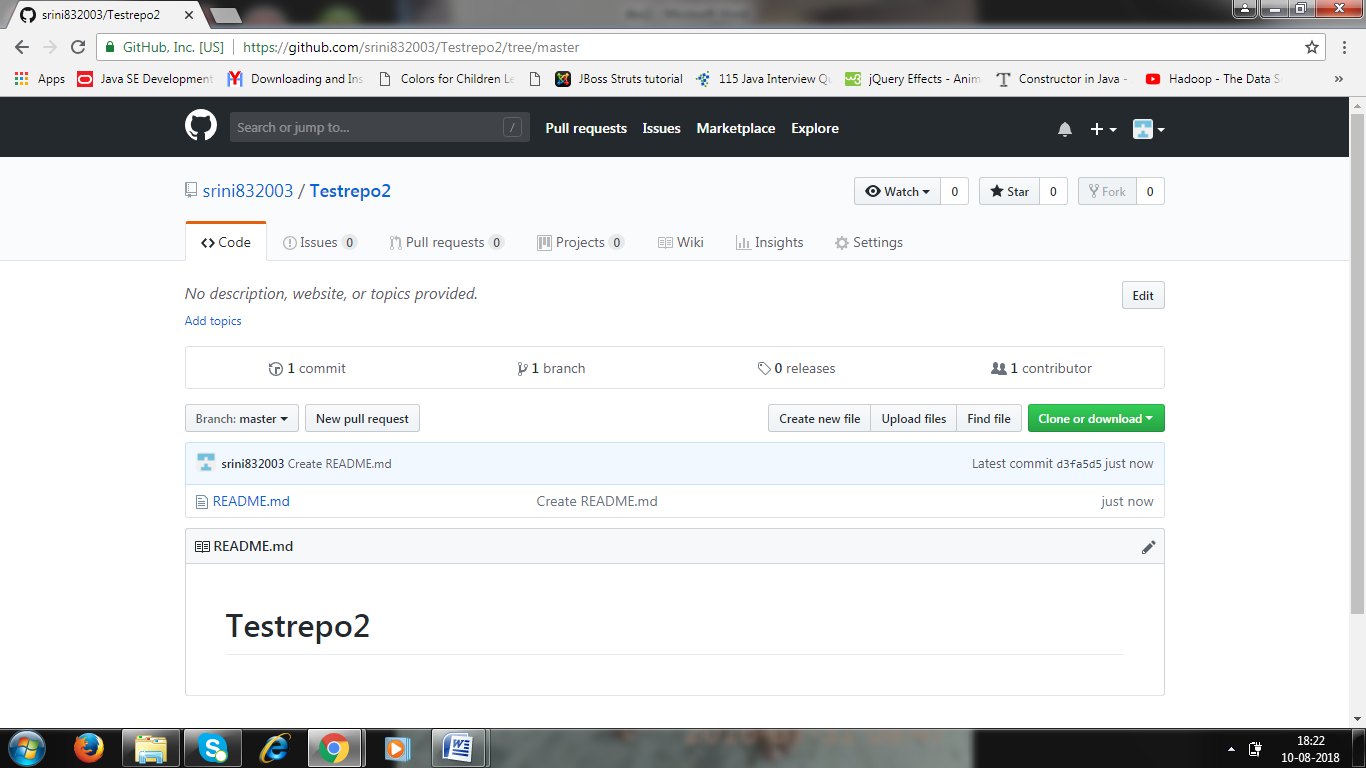 srini832003/Testrepo2
GitHub, Inc. [US] https://github.com/srini832003/Testrepo2/tree/master
Apps Java SE Development Downloading and Ins Colors for Children Le JBoss Struts tutorial 115 Java Interview Qu jQuery Effects - Anim Constructor in Java - Hadoop - The Data S »
Search or jump to... / Pull requests Issues Marketplace Explore
srini832003 / Testrepo2 Watch 0 Star 0 Fork 0
Code Issues 0 Pull requests 0 Projects 0 Wiki Insights Settings
No description, website, or topics provided. Edit
Add topics
1 commit 1 branch 0 releases 1 contributor
Branch: master New pull request Create new file Upload files Find file Clone or download
srini832003 Create README.md Latest commit d3fa5d5 just now
README.md Create README.md just now
README.md
Testrepo2
18:22
10-08-2018